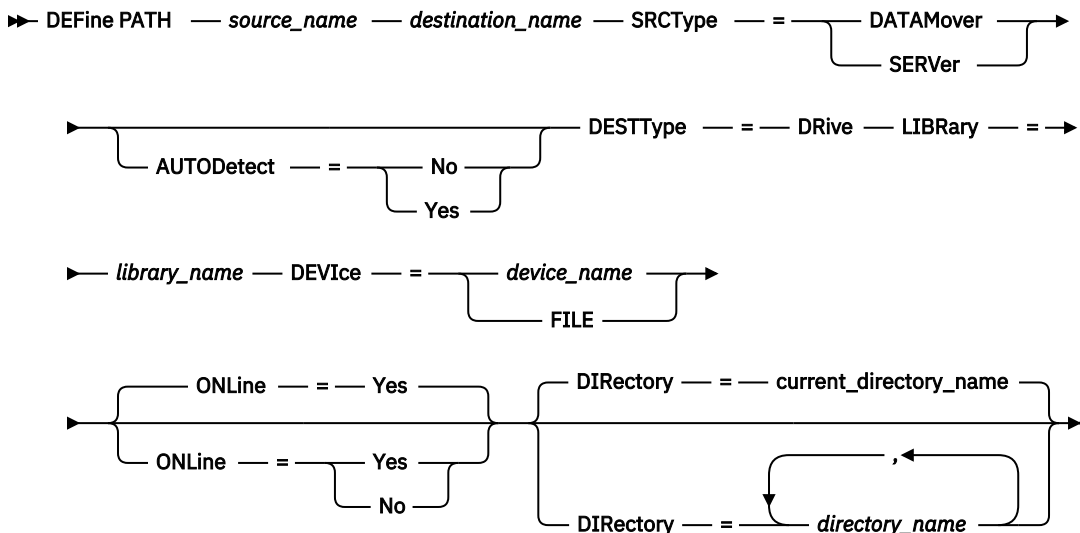 DEFine PATH source_name destination_name SRCType = DATAMover
SERVer
DESTType = DRive LIBRary =
AUTODetect = No
Yes
library_name DEVIce = device_name
FILE
ONLine = Yes DIRectory = current_directory_name
ONLine = Yes
No
,
DIRectory = directory_name